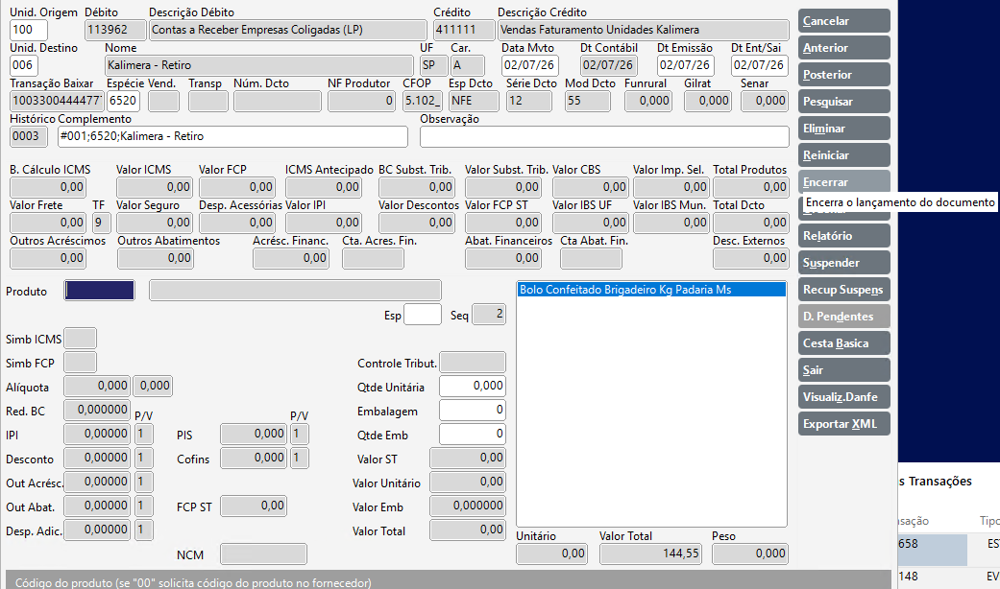 Unid. Origem Débito Descrição Débito Crédito Descrição Crédito
100 113962 Contas a Receber Empresas Coligadas (LP) 411111 Vendas Faturamento Unidades Kalimera
Unid. Destino Nome UF Car. Data Mvto Dt Contábil Dt Emissão Dt Ent/Sai
006 Kalimera - Retiro SP A 02/07/26 02/07/26 02/07/26 02/07/26
Transação Baixar Espécie Vend. Transp Núm. Dcto NF Produtor CFOP Esp Dcto Série Dcto Mod Dcto Funrural Gilrat Senar
1003300444477 6520 0 5.102_ NFE 12 55 0,000 0,000 0,000
Histórico Complemento Observação
0003 #001;6520;Kalimera - Retiro
B. Cálculo ICMS Valor ICMS Valor FCP ICMS Antecipado BC Subst. Trib. Valor Subst. Trib. Valor CBS Valor Imp. Sel. Total Produtos
0,00 0,00 0,00 0,00 0,00 0,00 0,00 0,00 0,00
Valor Frete TF Valor Seguro Desp. Acessórias Valor IPI Valor Descontos Valor FCP ST Valor IBS UF Valor IBS Mun. Total Dcto
0,00 9 0,00 0,00 0,00 0,00 0,00 0,00 0,00 0,00
Outros Acréscimos Outros Abatimentos Acrésc. Financ. Cta. Acres. Fin. Abat. Financeiros Cta Abat. Fin. Desc. Externos
0,00 0,00 0,00 0,00 0,00
Produto
Esp Seq 2
Simb ICMS
Simb FCP Controle Tribut.
Alíquota 0,000 0,000 Qtde Unitária 0,000
Red. BC 0,000000 P/V P/V Embalagem 0
IPI 0,00000 1 PIS 0,000 1 Qtde Emb 0
Desconto 0,00000 1 Cofins 0,000 1 Valor ST 0,00
Out Acrésc. 0,00000 1 Valor Unitário 0,00
Out Abat. 0,00000 1 FCP ST 0,00 Valor Emb 0,000000
Desp. Adic. 0,00000 1 Valor Total 0,00
NCM
Bolo Confeitado Brigadeiro Kg Padaria Ms
Unitário Valor Total Peso
0,00 144,55 0,000
Código do produto (se "00" solicita código do produto no fornecedor)
Cancelar
Anterior
Posterior
Pesquisar
Eliminar
Reiniciar
Encerrar
Encerra o lançamento do documento
Relatório
Suspender
Recup Suspens
D. Pendentes
Cesta Basica
Sair
Visualiz.Danfe
Exportar XML
s Transações
nsação Tipo
658 EST
148 EV